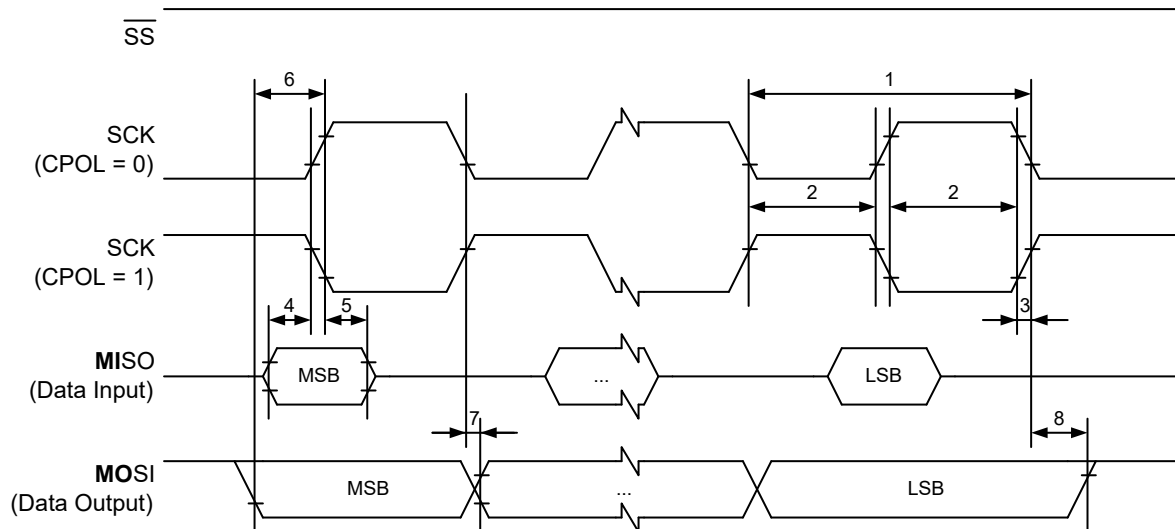 SS
6
1
SCK
(CPOL = 0)
2
2
SCK
(CPOL = 1)
4
5
3
MISO
(Data Input)
MSB
...
LSB
7
8
MOSI
(Data Output)
MSB
...
LSB